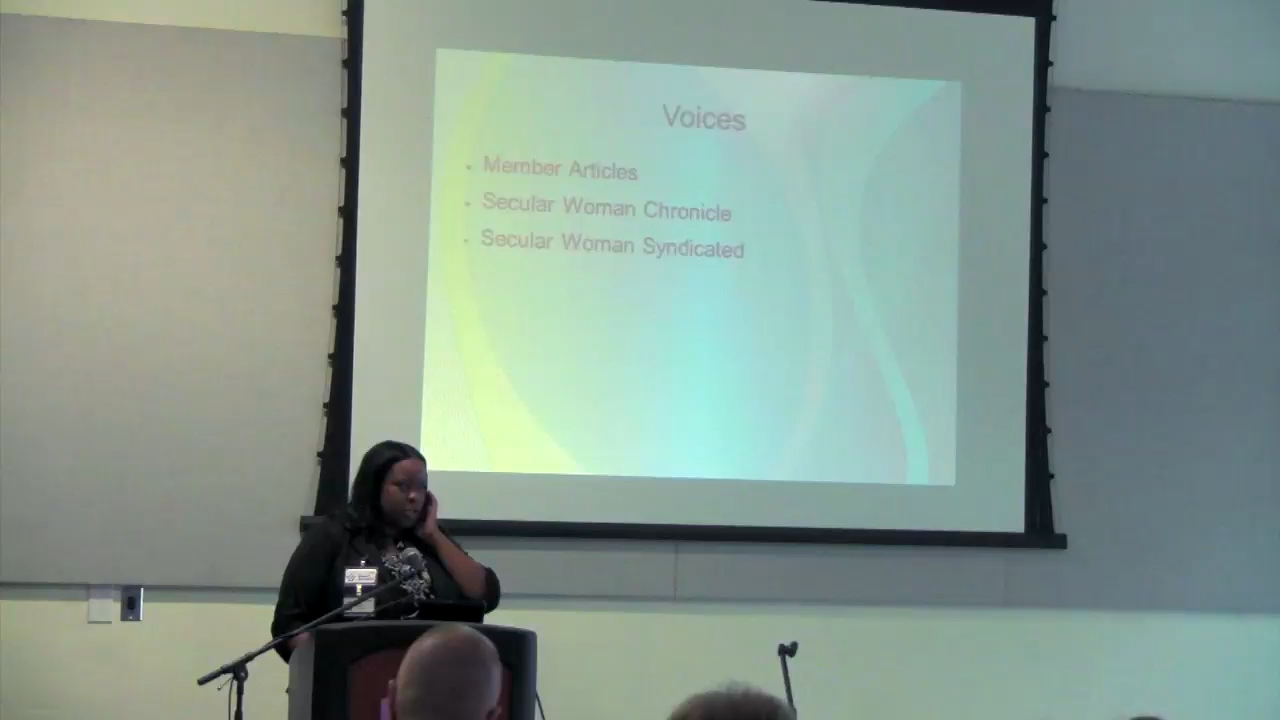 Voices
Member Articles
Secular Woman Chronicle
Secular Woman Syndicated